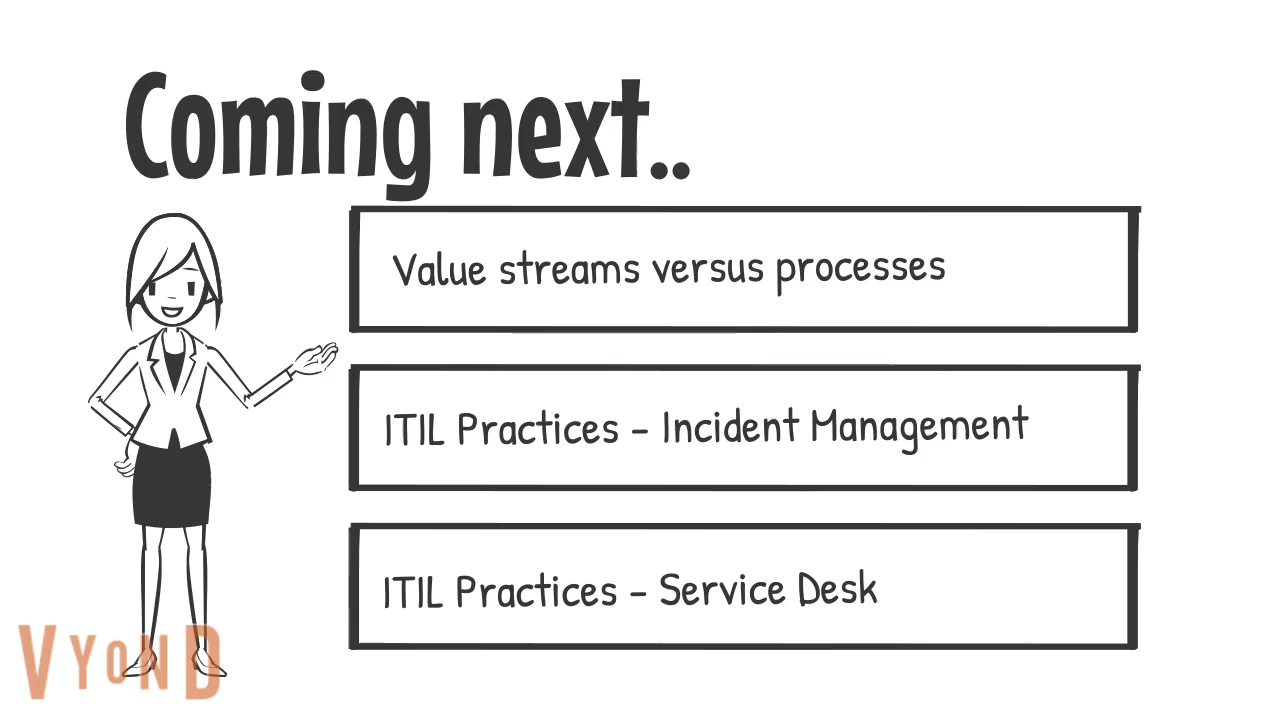 Coming next..
Value streams versus processes
ITIL Practices - Incident Management
ITIL Practices - Service Desk
VYOND